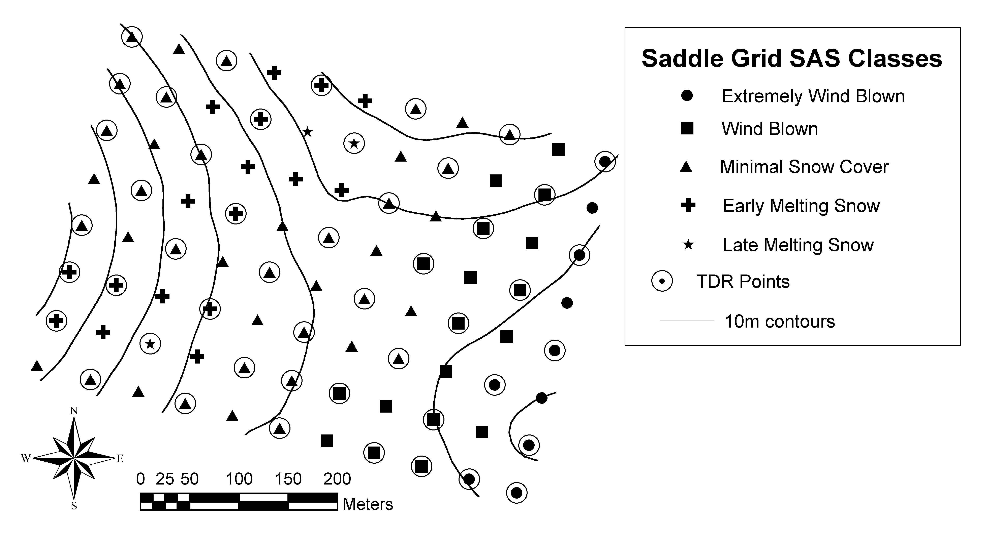 Saddle Grid SAS Classes
Extremely Wind Blown
Wind Blown
Minimal Snow Cover
Early Melting Snow
Late Melting Snow
TDR Points
10m contours
N
W E
S
0 25 50 100 150 200
Meters